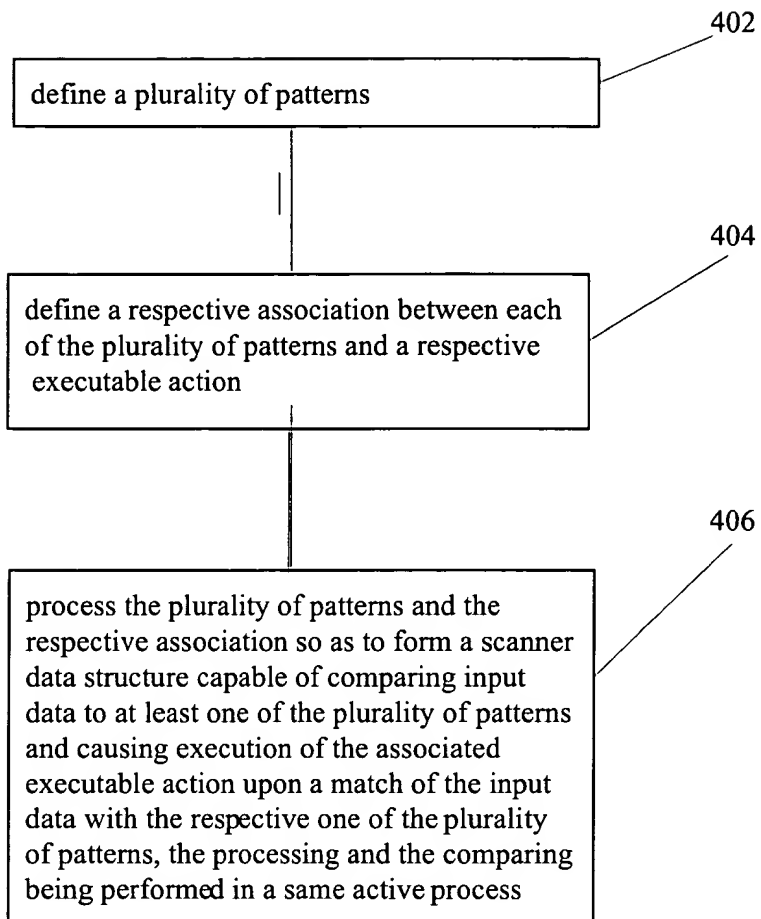 402
define a plurality of patterns
404
define a respective association between each
of the plurality of patterns and a respective
executable action
406
process the plurality of patterns and the
respective association so as to form a scanner
data structure capable of comparing input
data to at least one of the plurality of patterns
and causing execution of the associated
executable action upon a match of the input
data with the respective one of the plurality
of patterns, the processing and the comparing
being performed in a same active process